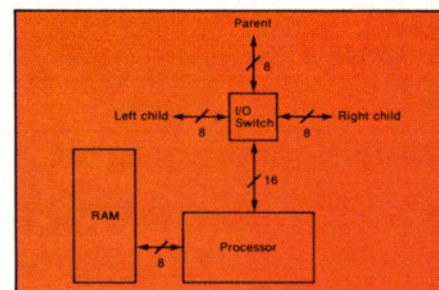 Parent
8
Left child
I/O
Switch
Right child
8
8
16
RAM
Processor
8